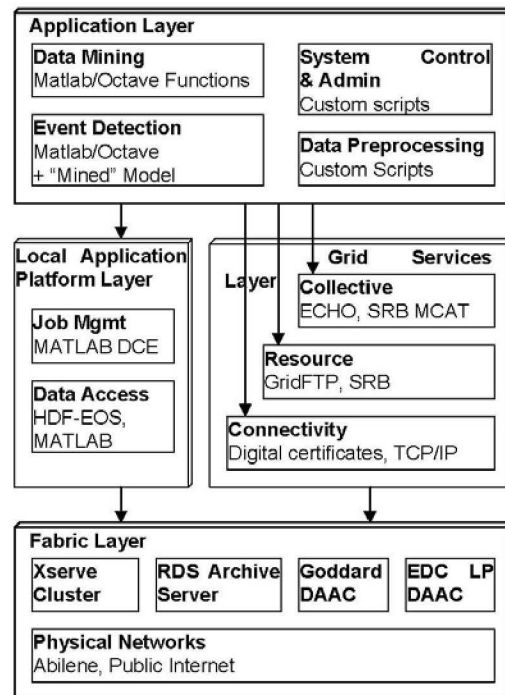 Application Layer
Data Mining
Matlab/Octave Functions
System Control
& Admin
Custom scripts
Event Detection
Matlab/Octave
+ “Mined” Model
Data Preprocessing
Custom Scripts
Local Application
Platform Layer
Job Mgmt
MATLAB DCE
Data Access
HDF-EOS,
MATLAB
Grid Services
Layer
Collective
ECHO, SRB MCAT
Resource
GridFTP, SRB
Connectivity
Digital certificates, TCP/IP
Fabric Layer
Xserve
Cluster
RDS Archive
Server
Goddard
DAAC
EDC LP
DAAC
Physical Networks
Abilene, Public Internet